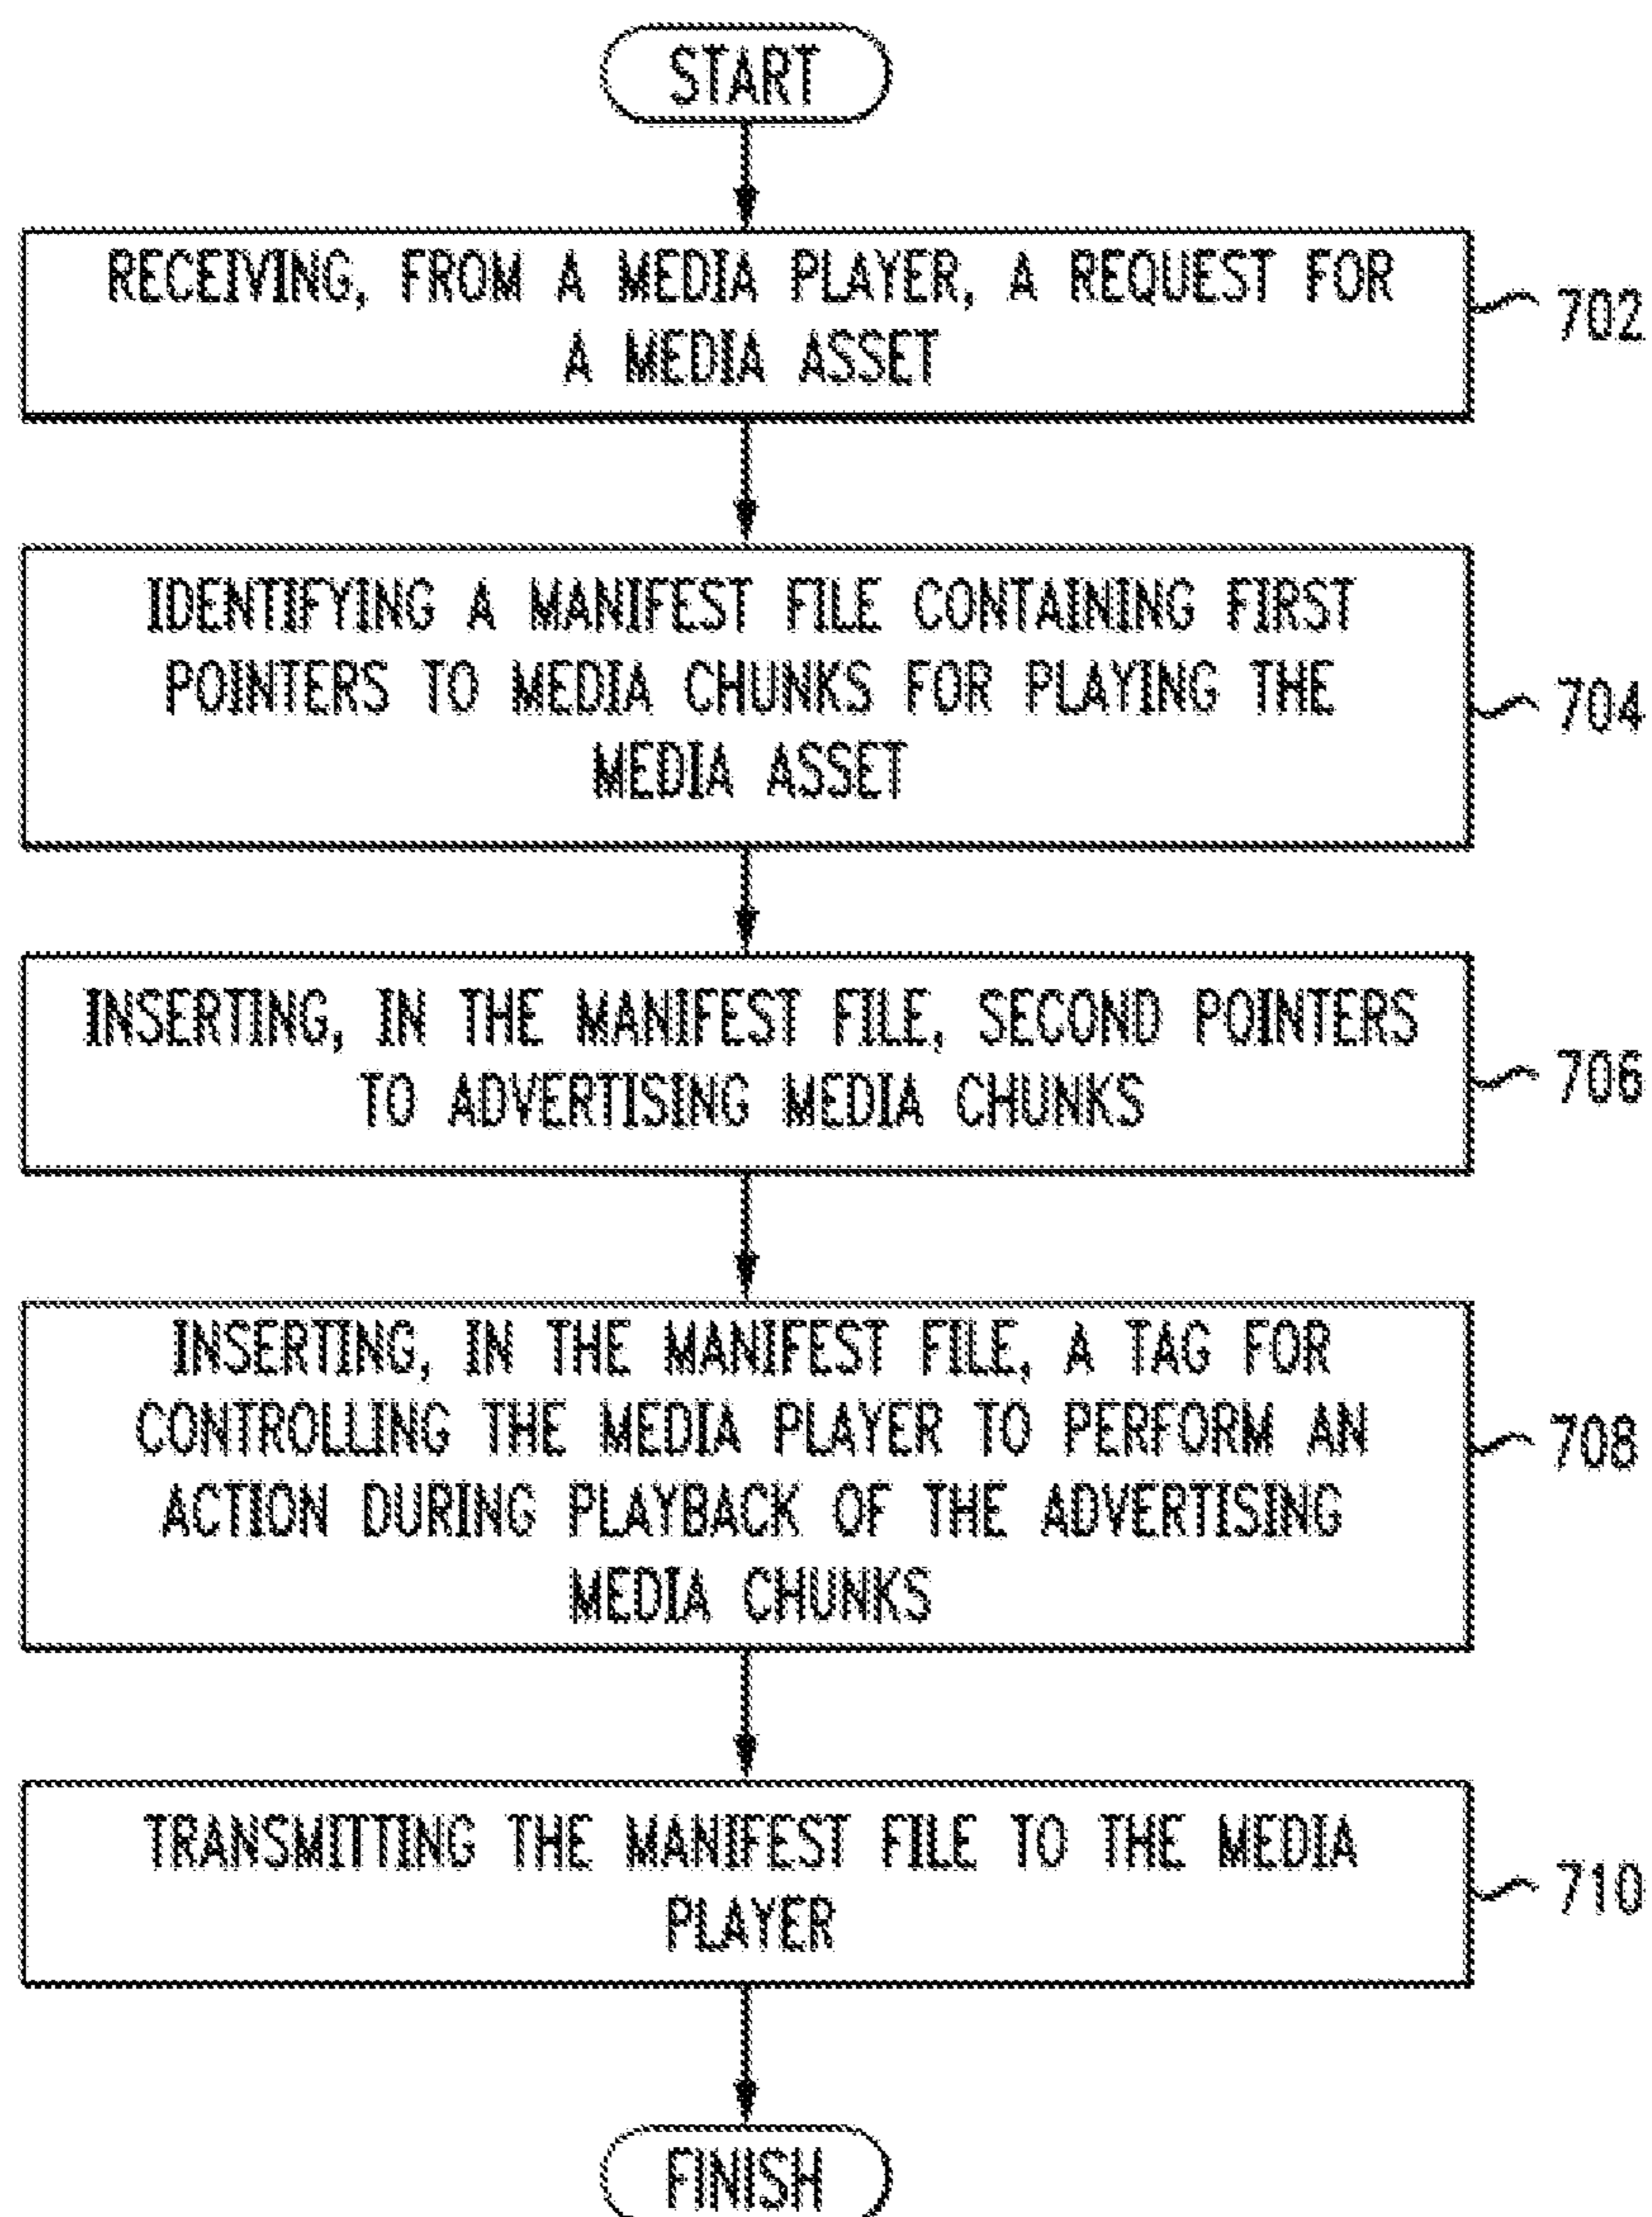 START
RECEIVING, FROM A MEDIA PLAYER, A REQUEST FOR
A MEDIA ASSET
702
IDENTIFYING A MANIFEST FILE CONTAINING FIRST
POINTERS TO MEDIA CHUNKS FOR PLAYING THE
MEDIA ASSET
704
INSERTING, IN THE MANIFEST FILE, SECOND POINTERS
TO ADVERTISING MEDIA CHUNKS
706
INSERTING, IN THE MANIFEST FILE, A TAG FOR
CONTROLLING THE MEDIA PLAYER TO PERFORM AN
ACTION DURING PLAYBACK OF THE ADVERTISING
MEDIA CHUNKS
708
TRANSMITTING THE MANIFEST FILE TO THE MEDIA
PLAYER
710
FINISH